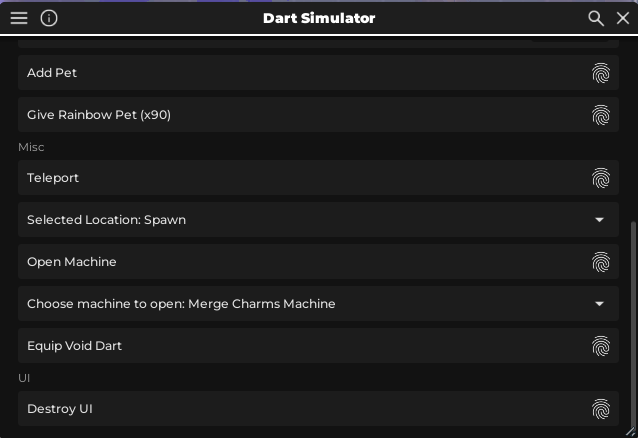 Dart Simulator
Add Pet
Give Rainbow Pet (x90)
Misc
Teleport
Selected Location: Spawn
Open Machine
Choose machine to open: Merge Charms Machine
Equip Void Dart
UI
Destroy UI